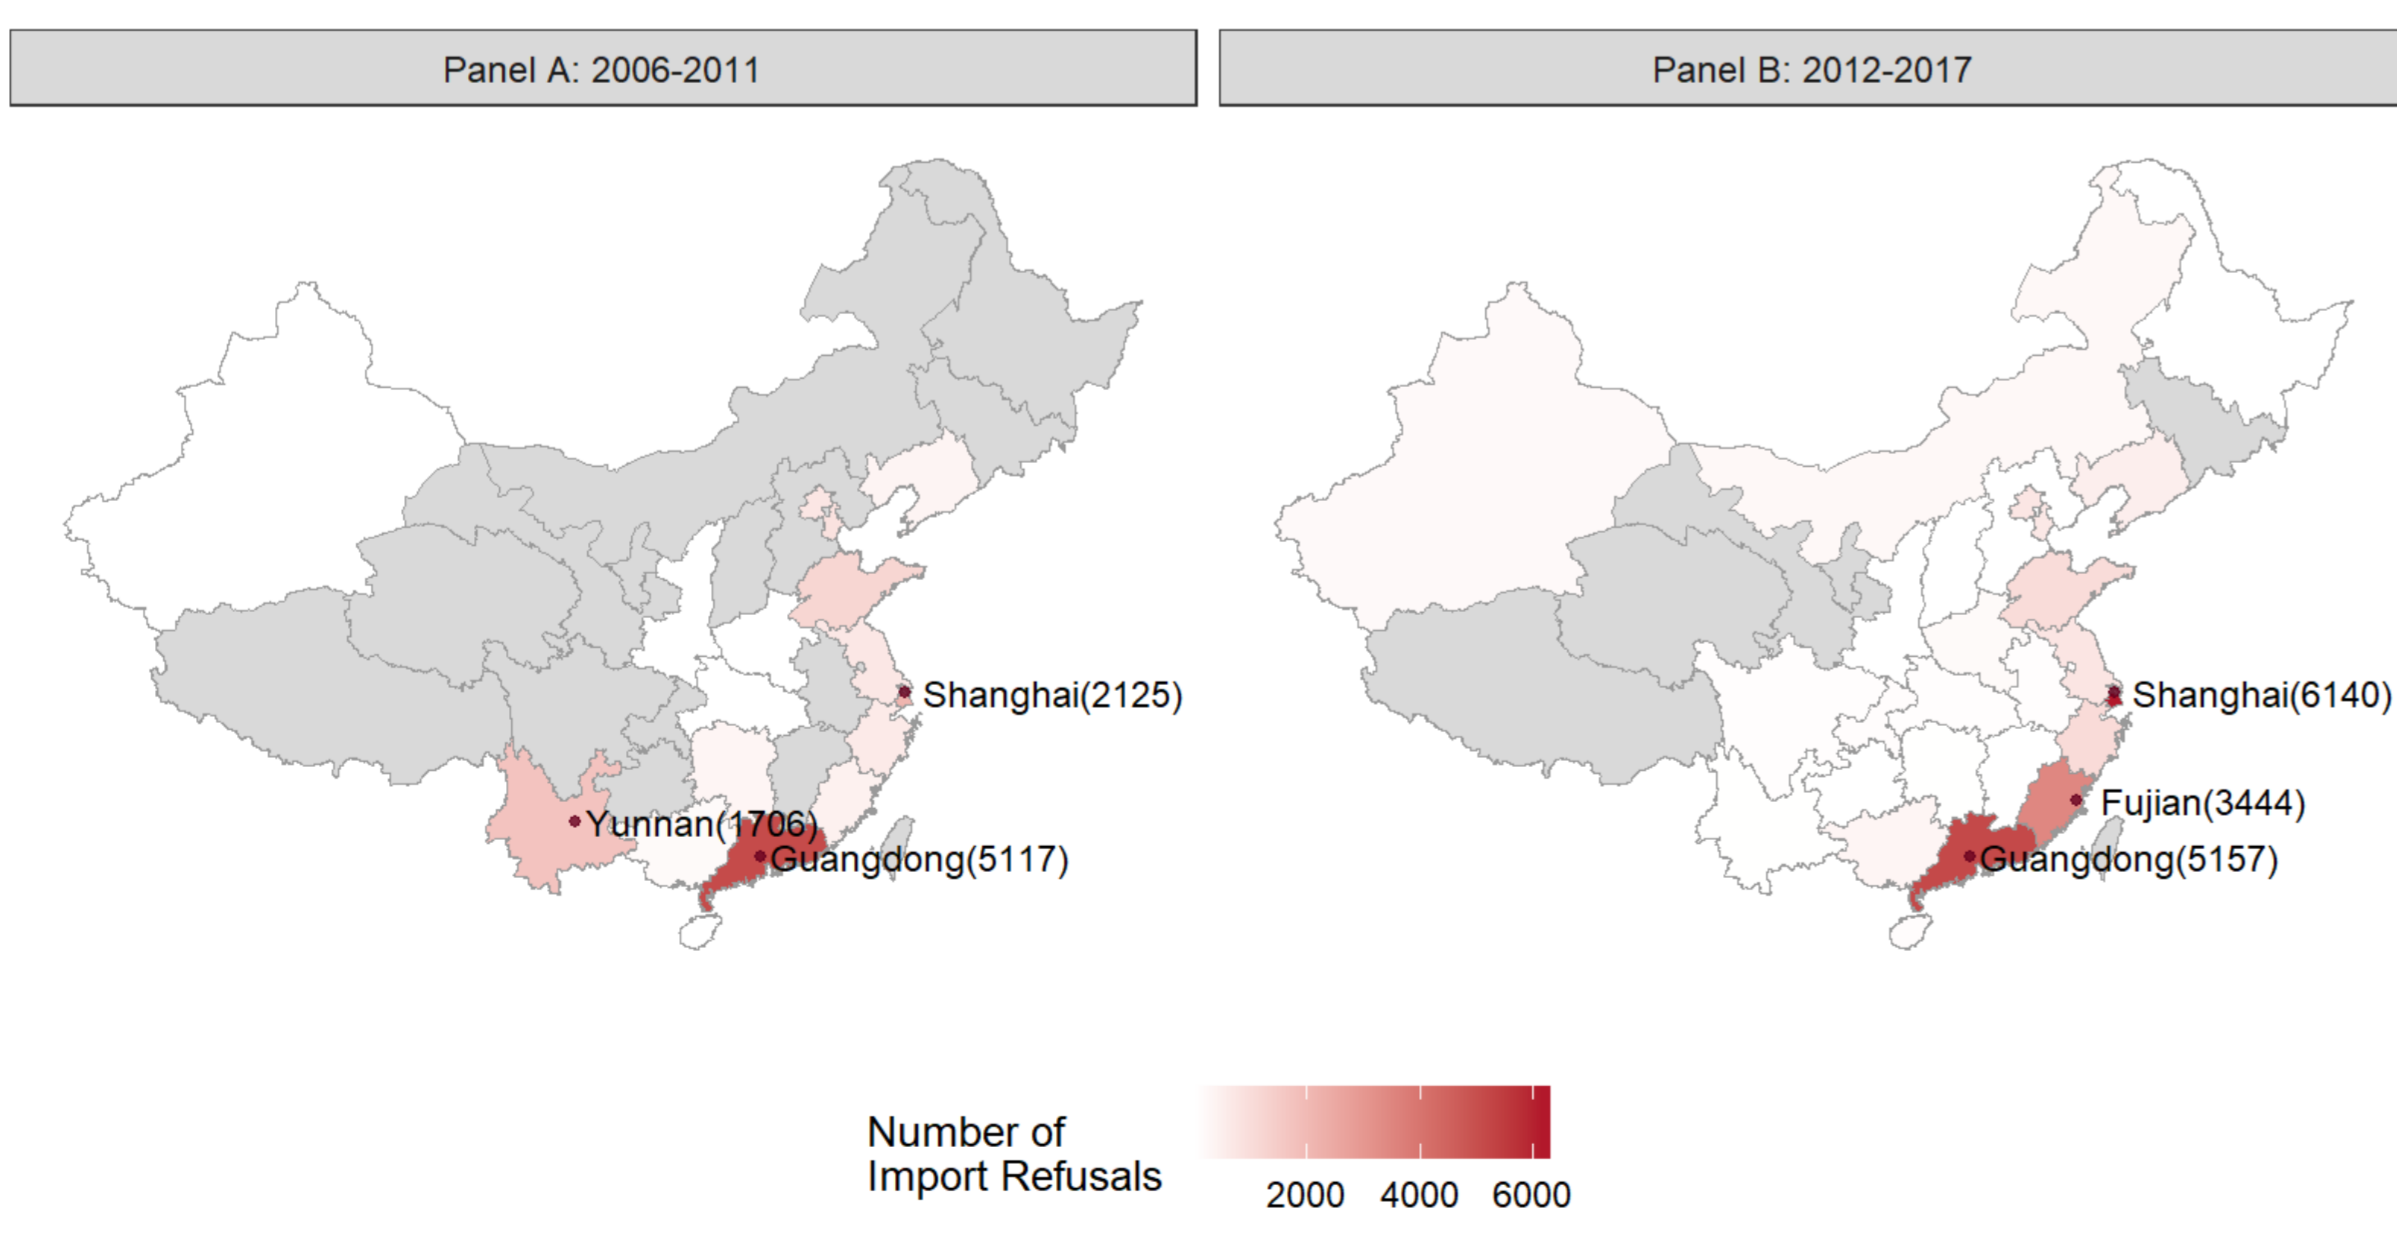 Panel A: 2006-2011
Panel B: 2012-2017
Shanghai(2125)
Yunnan(1706)
Guangdong(5117)
Shanghai(6140)
Fujian(3444)
Guangdong(5157)
Number of
Import Refusals
2000 4000 6000